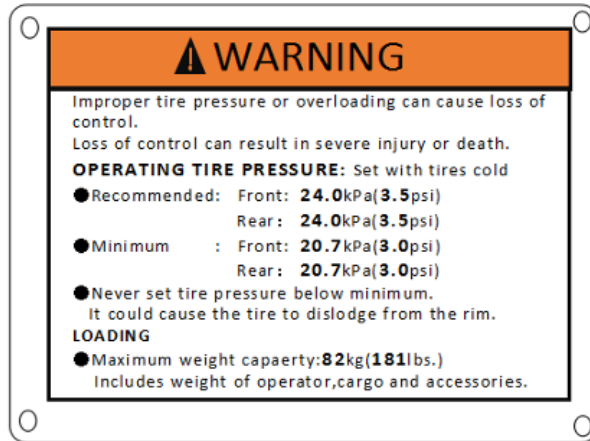 WARNING
Improper tire pressure or overloading can cause loss of
control.
Loss of control can result in severe injury or death.
OPERATING TIRE PRESSURE: Set with tires cold
●Recommended: Front: 24.0kPa(3.5psi)
Rear: 24.0kPa(3.5psi)
●Minimum : Front: 20.7kPa(3.0psi)
Rear: 20.7kPa(3.0psi)
●Never set tire pressure below minimum.
It could cause the tire to dislodge from the rim.
LOADING
●Maximum weight capaerty:82kg(181lbs.)
Includes weight of operator,cargo and accessories.